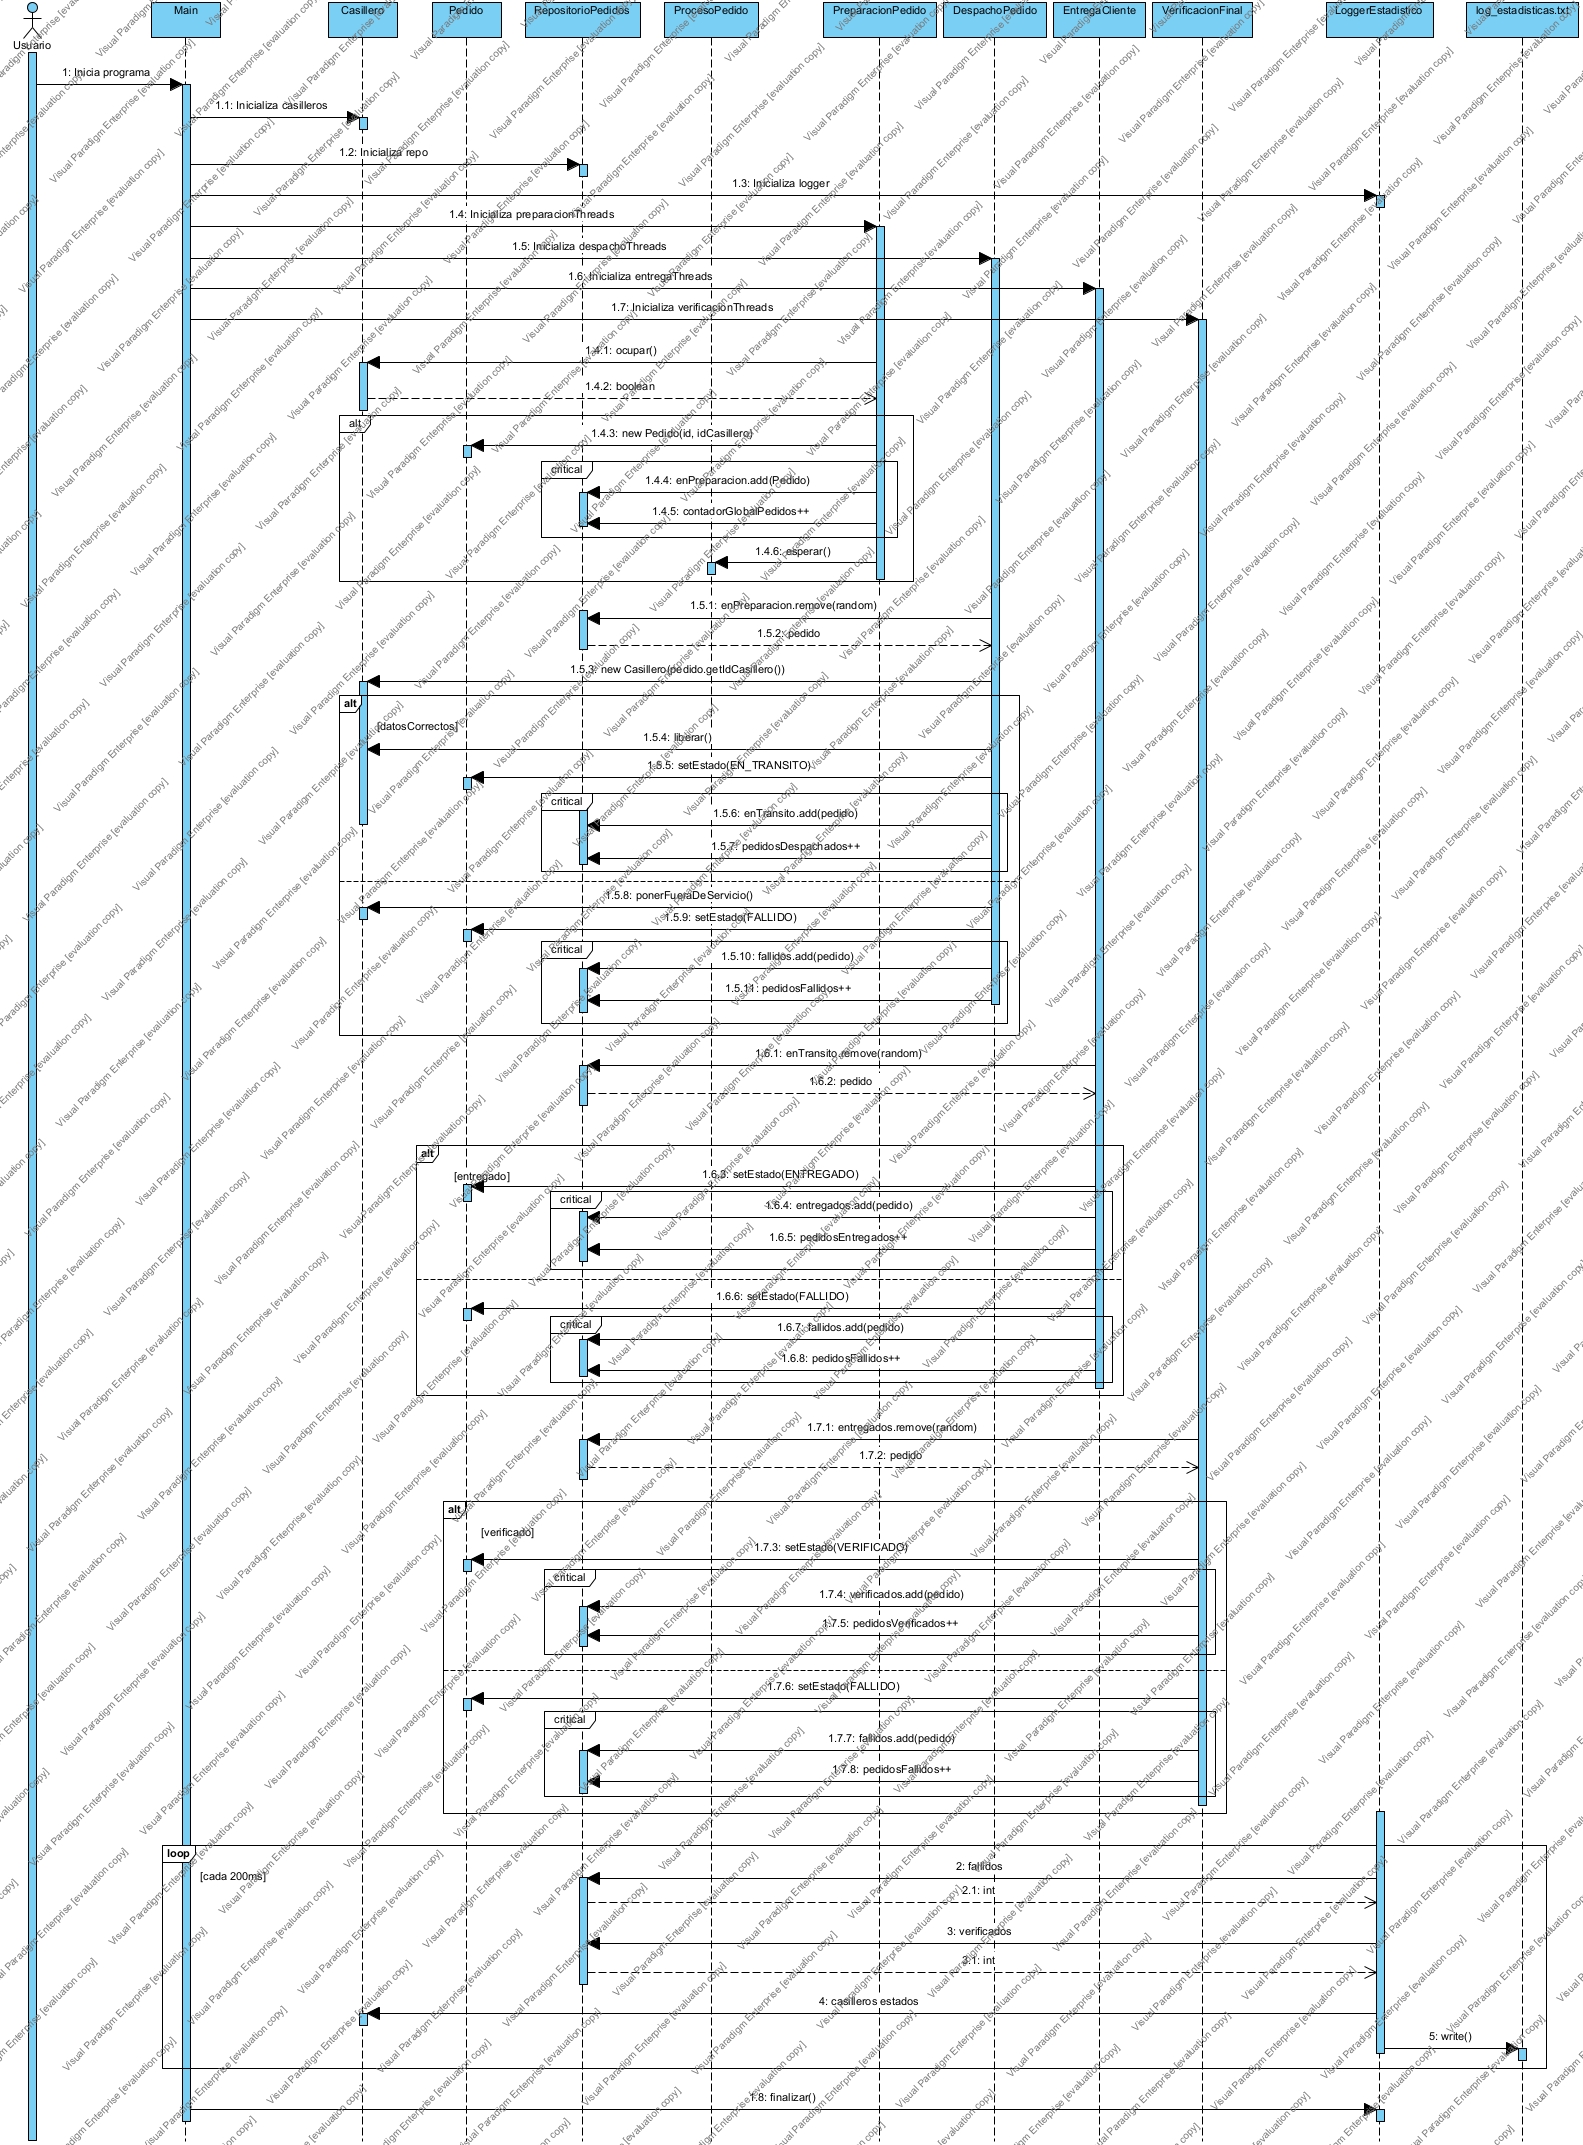 Usuario
Main
Casillero
Pedido
RepositorioPedidos
ProcesoPedido
PreparacionPedido
DespachoPedido
EntregaCliente
VerificacionFinal
LoggerEstadistico
log_estadisticas.txt
1: Inicia programa
1.1: Inicializa casilleros
1.2: Inicializa repo
1.3: Inicializa logger
1.4: Inicializa preparacionThreads
1.5: Inicializa despachoThreads
1.6: Inicializa entregaThreads
1.7: Inicializa verificacionThreads
1.4.1: ocupar()
1.4.2: boolean
alt
1.4.3: new Pedido(id, idCasillero)
critical
1.4.4: enPreparacion.add(Pedido)
1.4.5: contadorGlobalPedidos++
1.4.6: esperar()
1.5.1: enPreparacion.remove(random)
1.5.2: pedido
1.5.3: new Casillero(pedido.getIdCasillero())
alt
[datosCorrectos]
1.5.4: liberar()
1.5.5: setEstado(EN_TRANSITO)
critical
1.5.6: enTransito.add(pedido)
1.5.7: pedidosDespachados++
1.5.8: ponerFueraDeServicio()
1.5.9: setEstado(FALLIDO)
critical
1.5.10: fallidos.add(pedido)
1.5.11: pedidosFallidos++
1.6.1: enTransito.remove(random)
1.6.2: pedido
alt
[entregado]
1.6.3: setEstado(ENTREGADO)
critical
1.6.4: entregados.add(pedido)
1.6.5: pedidosEntregados++
1.6.6: setEstado(FALLIDO)
critical
1.6.7: fallidos.add(pedido)
1.6.8: pedidosFallidos++
1.7.1: entregados.remove(random)
1.7.2: pedido
alt
[verificado]
1.7.3: setEstado(VERIFICADO)
critical
1.7.4: verificados.add(pedido)
1.7.5: pedidosVerificados++
1.7.6: setEstado(FALLIDO)
critical
1.7.7: fallidos.add(pedido)
1.7.8: pedidosFallidos++
loop
[cada 200ms]
2: fallidos
2.1: int
3: verificados
3.1: int
4: casilleros estados
5: write()
1.8: finalizar()
Visual Paradigm Enterprise [evaluation copy]